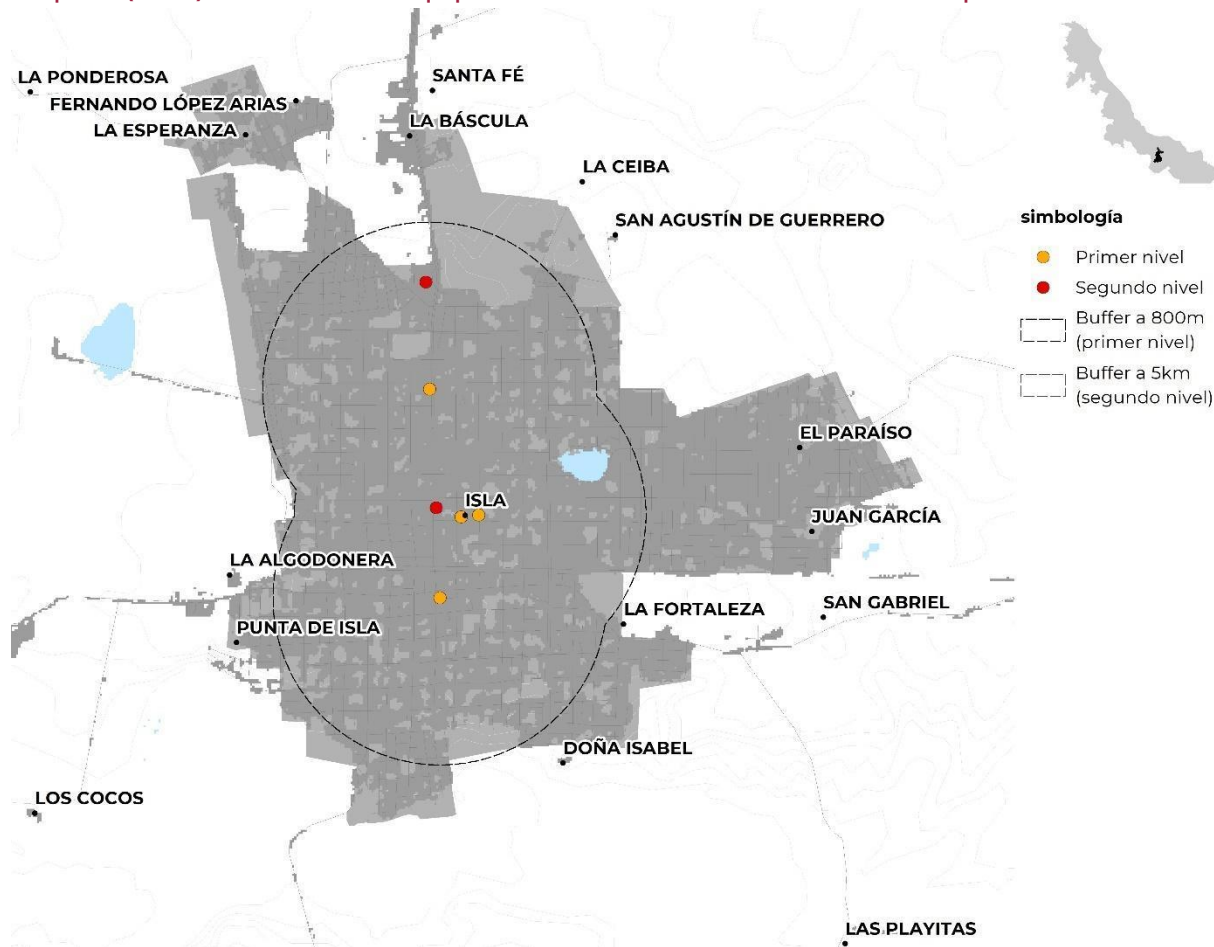 LA PONDEROSA
SANTA FÉ
FERNANDO LÓPEZ ARIAS
LA BÁSCULA
LA ESPERANZA
LA CEIBA
SAN AGUSTÍN DE GUERRERO
EL PARAÍSO
ISLA
JUAN GARCÍA
LA ALGODONERA
LA FORTALEZA
SAN GABRIEL
PUNTA DE ISLA
DOÑA ISABEL
LOS COCOS
LAS PLAYITAS
simbología
Primer nivel
Segundo nivel
Buffer a 800m
(primer nivel)
Buffer a 5km
(segundo nivel)